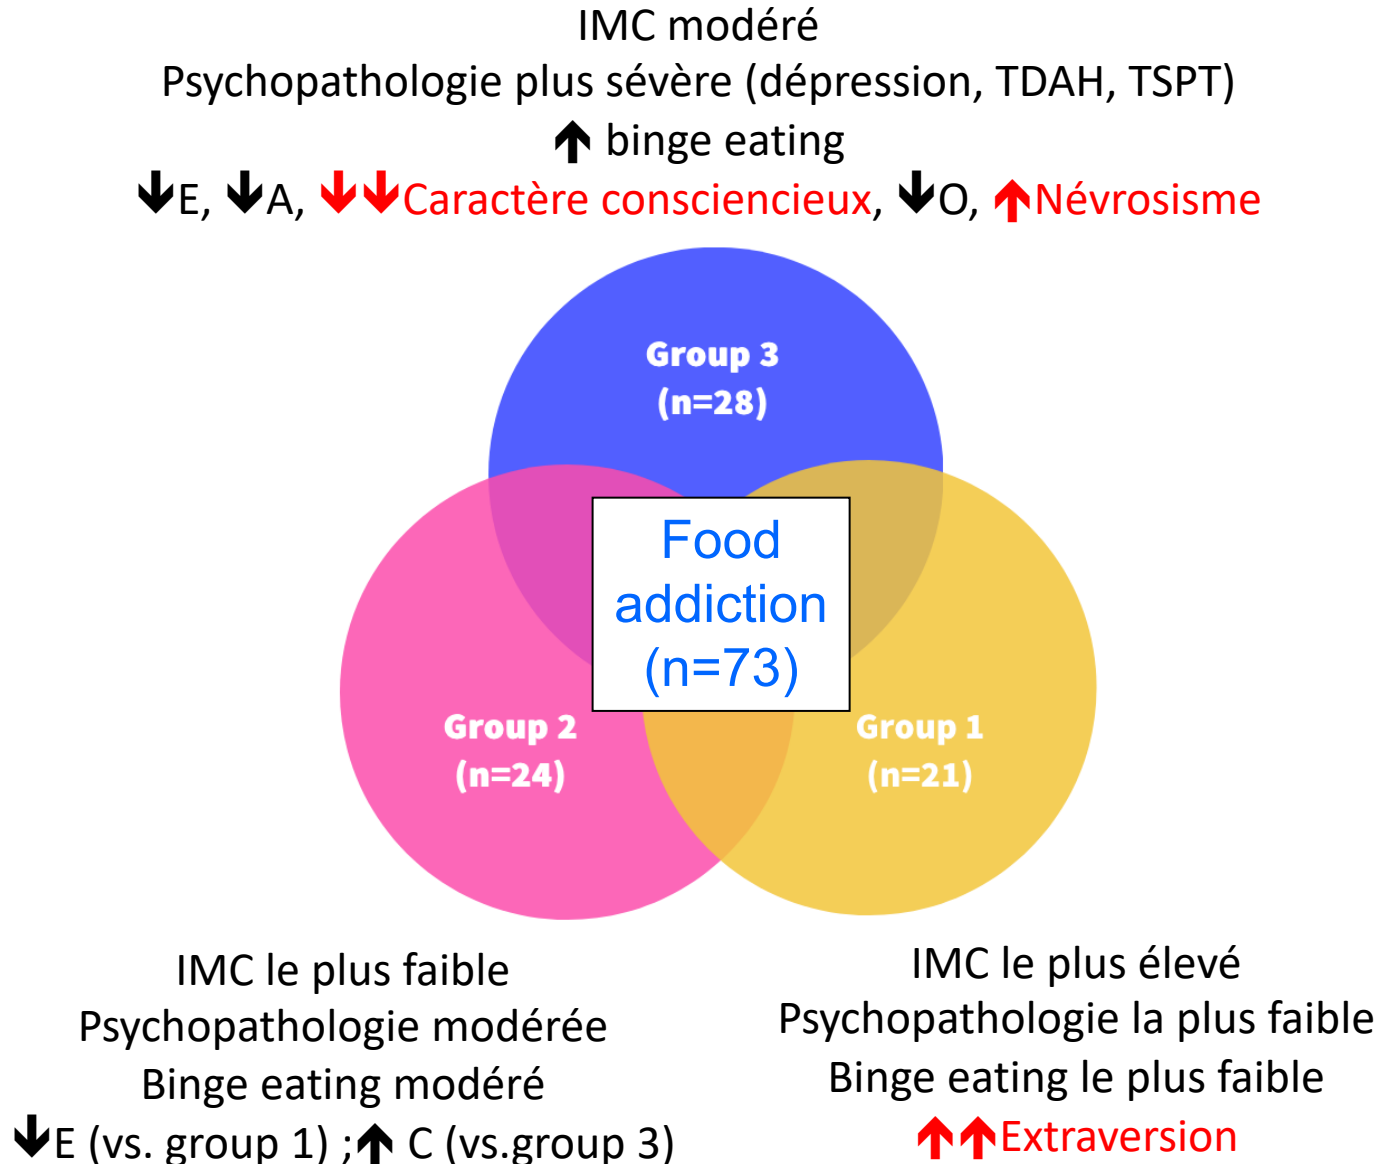 IMC modéré
Psychopathologie plus sévère (dépression, TDAH, TSPT)
↑ binge eating
↓E, ↓A, ↓↓Caractère consciencieux, ↓O, ↑Névrosisme
Group 3
(n=28)
Food
addiction
(n=73)
Group 2
(n=24)
Group 1
(n=21)
IMC le plus faible
Psychopathologie modérée
Binge eating modéré
↓E (vs. group 1) ;↑ C (vs.group 3)
IMC le plus élevé
Psychopathologie la plus faible
Binge eating le plus faible
↑↑Extraversion